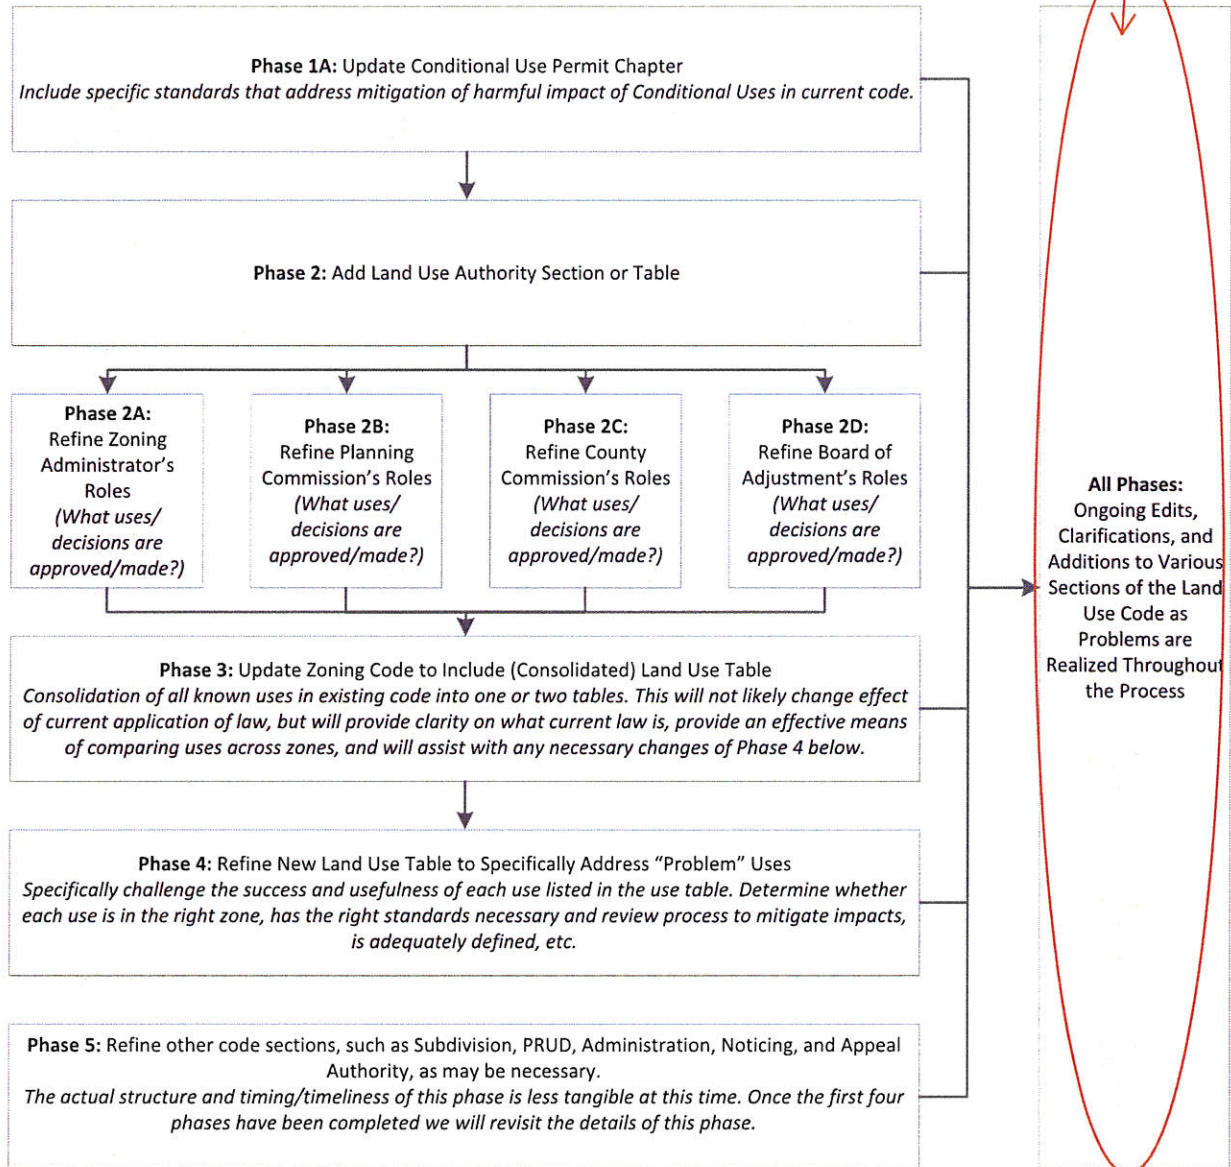 Phase 1A: Update Conditional Use Permit Chapter
Include specific standards that address mitigation of harmful impact of Conditional Uses in current code.
Phase 2: Add Land Use Authority Section or Table
Phase 2A:
Refine Zoning
Administrator's
Roles
(What uses/
decisions are
approved/made?)
Phase 2B:
Refine Planning
Commission's Roles
(What uses/
decisions are
approved/made?)
Phase 2C:
Refine County
Commission's Roles
(What uses/
decisions are
approved/made?)
Phase 2D:
Refine Board of
Adjustment's Roles
(What uses/
decisions are
approved/made?)
Phase 3: Update Zoning Code to Include (Consolidated) Land Use Table
Consolidation of all known uses in existing code into one or two tables. This will not likely change effect
of current application of law, but will provide clarity on what current law is, provide an effective means
of comparing uses across zones, and will assist with any necessary changes of Phase 4 below.
Phase 4: Refine New Land Use Table to Specifically Address "Problem" Uses
Specifically challenge the success and usefulness of each use listed in the use table. Determine whether
each use is in the right zone, has the right standards necessary and review process to mitigate impacts,
is adequately defined, etc.
Phase 5: Refine other code sections, such as Subdivision, PRUD, Administration, Noticing, and Appeal
Authority, as may be necessary.
The actual structure and timing/timeliness of this phase is less tangible at this time. Once the first four
phases have been completed we will revisit the details of this phase.
All Phases:
Ongoing Edits,
Clarifications, and
Additions to Various
Sections of the Land
Use Code as
Problems are
Realized Throughout
the Process